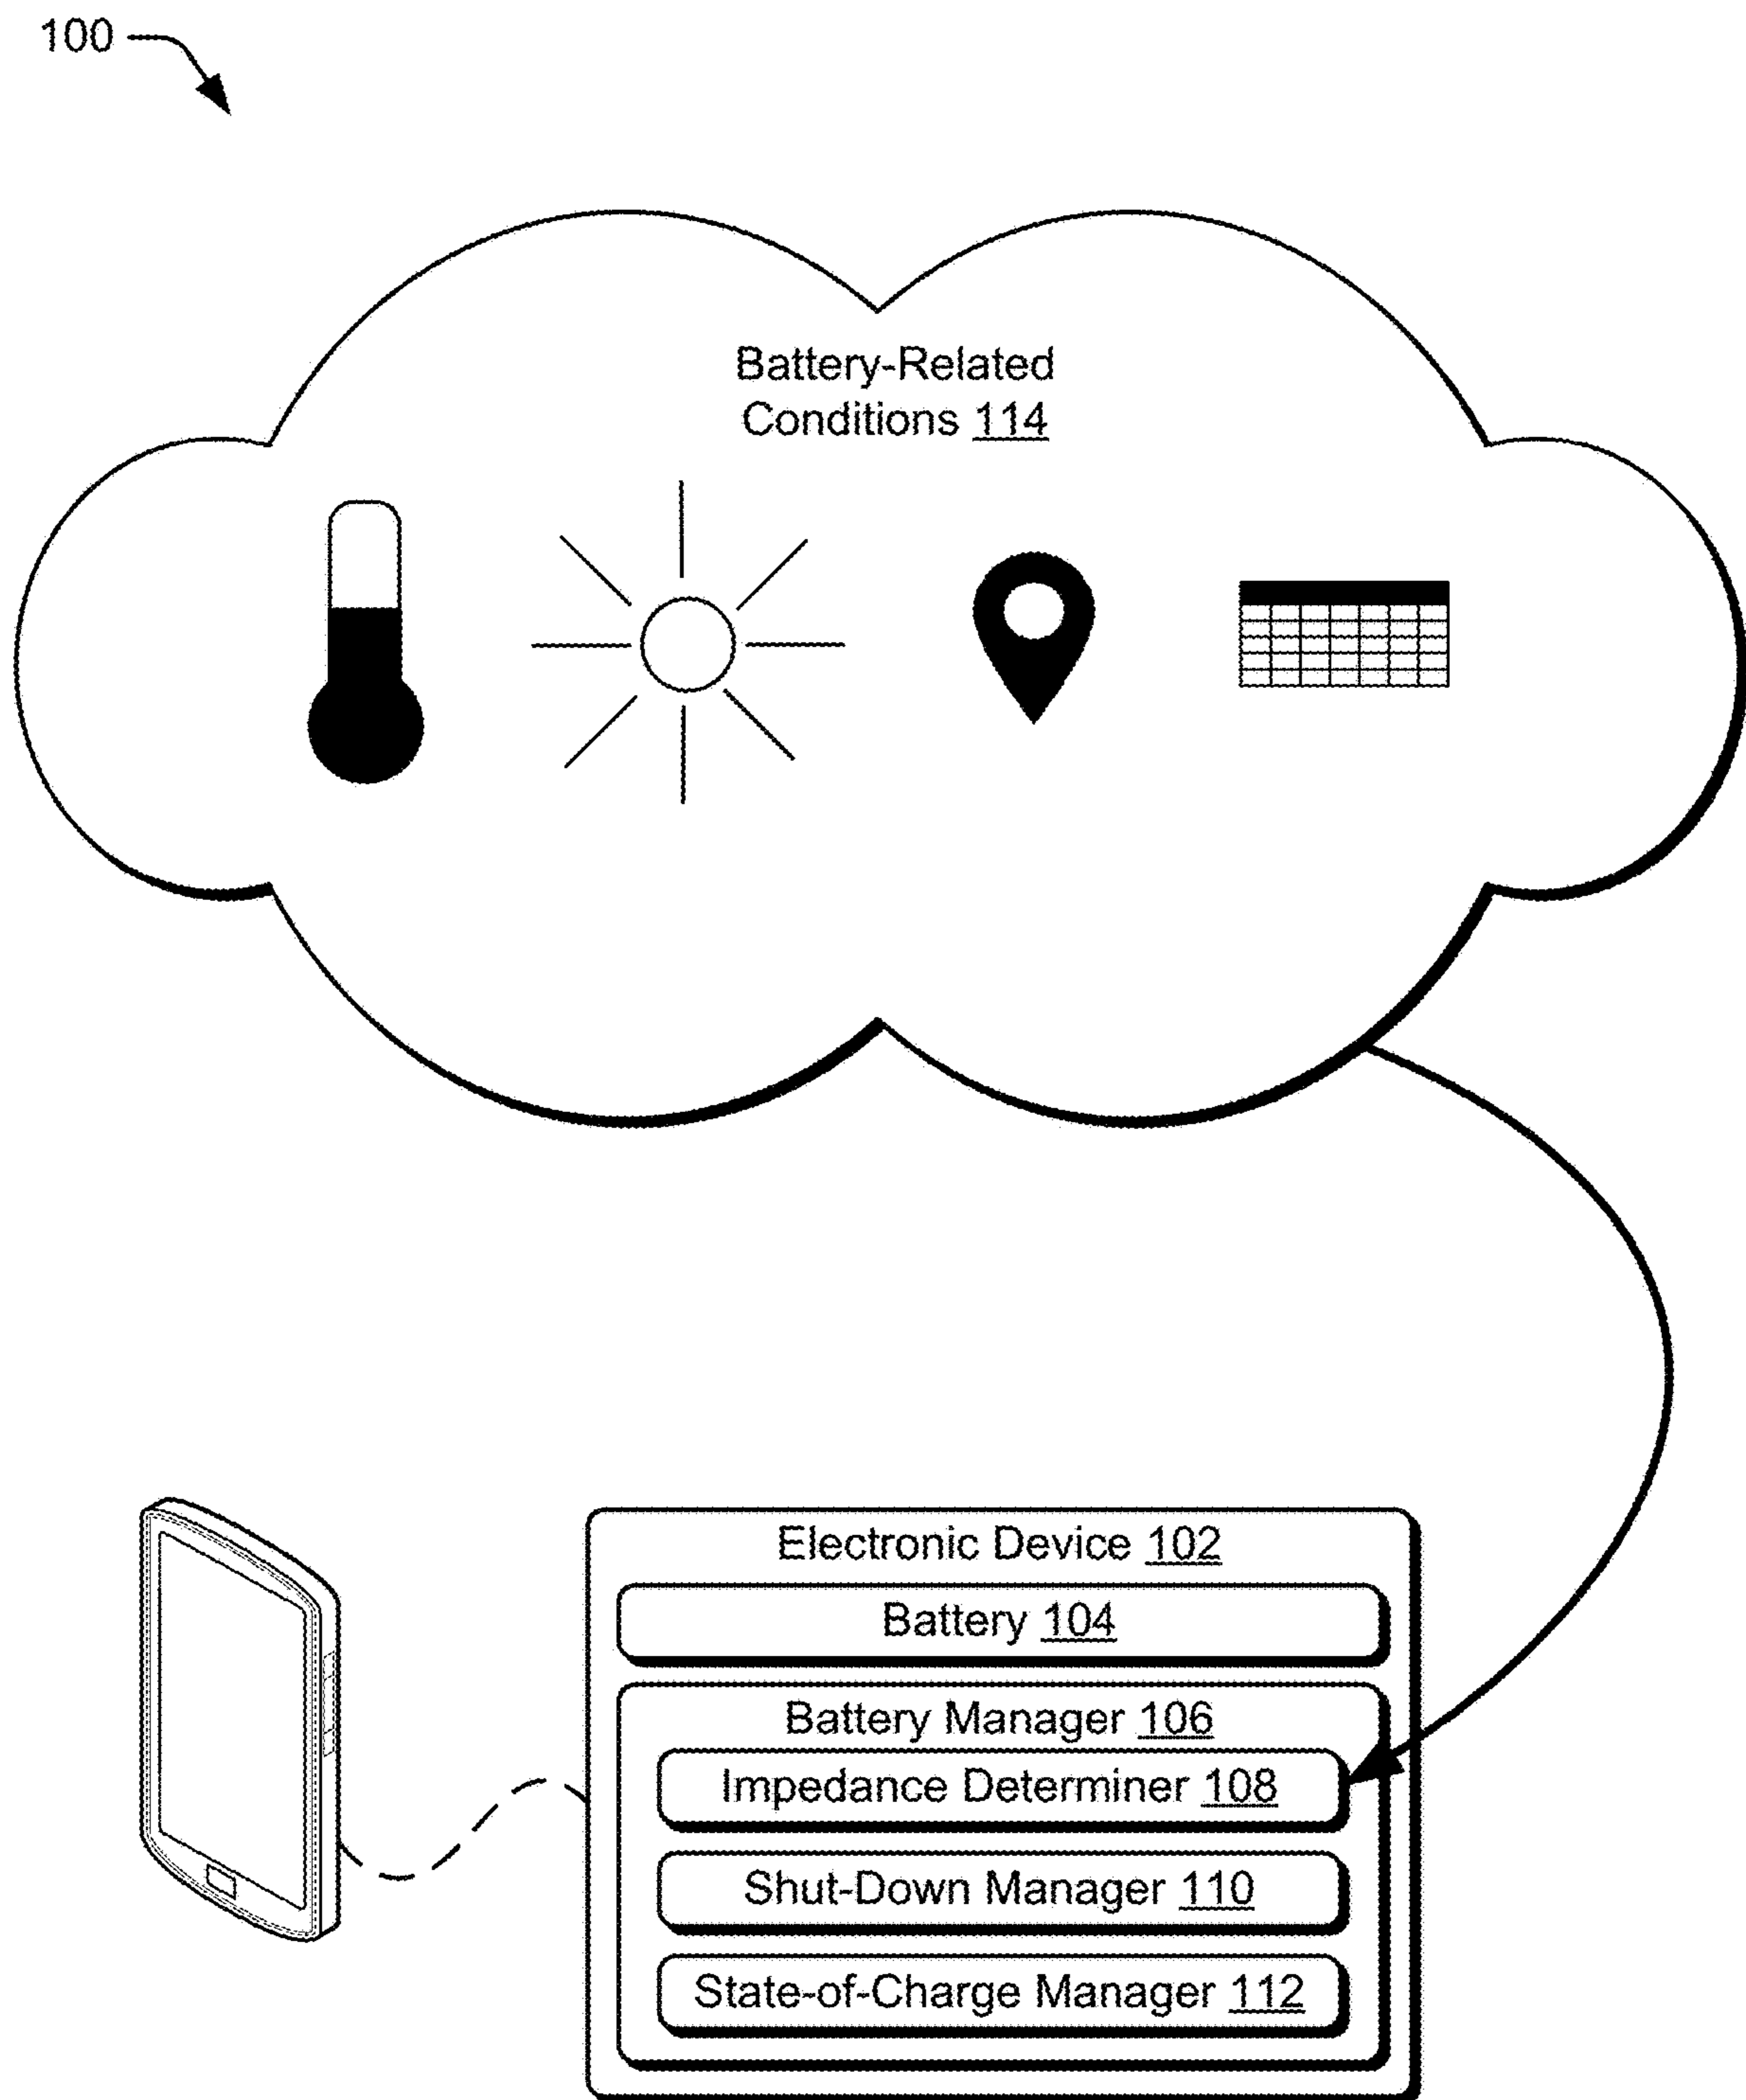 100
Battery-Related
Conditions 114
Electronic Device 102
Battery 104
Battery Manager 106
Impedance Determiner 108
Shut-Down Manager 110
State-of-Charge Manager 112